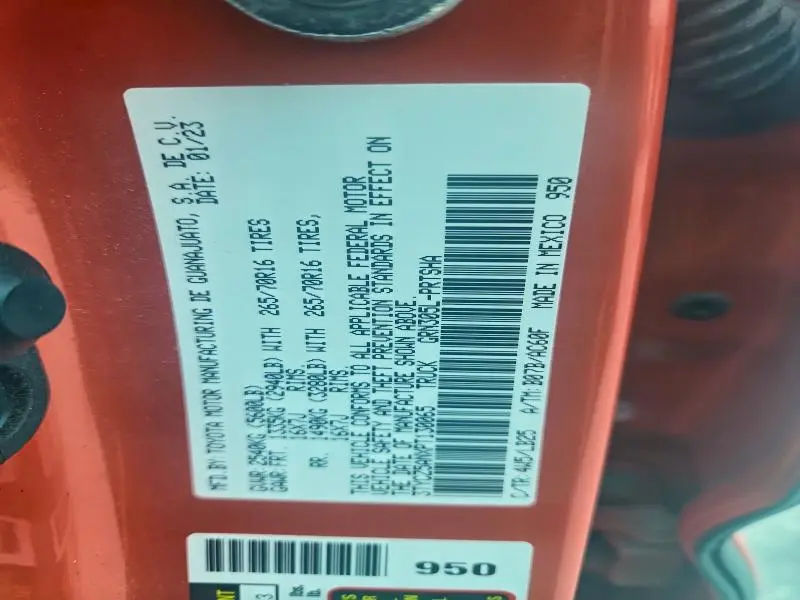 MFD.BY TOYOTA MOTOR MANUFACTURING DE GUANAJUATO, S.A. DE C.V.
DATE: 01/23
GVWR 2540KG (5600LB)
GAWR FRT. 1335KG (2940LB) WITH 265/70R16 TIRES
16X7J RIMS.
RR. 1490KG (3280LB) WITH 265/70R16 TIRES,
16X7J RIMS.
THIS VEHICLE CONFORMS TO ALL APPLICABLE FEDERAL MOTOR
VEHICLE SAFETY AND THEFT PREVENTION STANDARDS IN EFFECT ON
THE DATE OF MANUFACTURE SHOWN ABOVE.
3TYCZ5ANXPT130665 TRUCK GRN305L-PRTSHA
C/TR:4W5/LD25 A/TM:B07B/AC60F MADE IN MEXICO 950
950